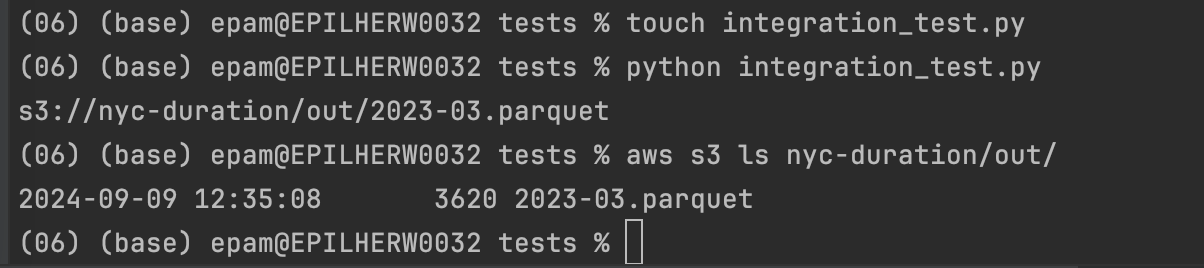 (06) (base) epam@EPILHERW0032 tests % touch integration_test.py
(06) (base) epam@EPILHERW0032 tests % python integration_test.py
s3://nyc-duration/out/2023-03.parquet
(06) (base) epam@EPILHERW0032 tests % aws s3 ls nyc-duration/out/
2024-09-09 12:35:08       3620 2023-03.parquet
(06) (base) epam@EPILHERW0032 tests %